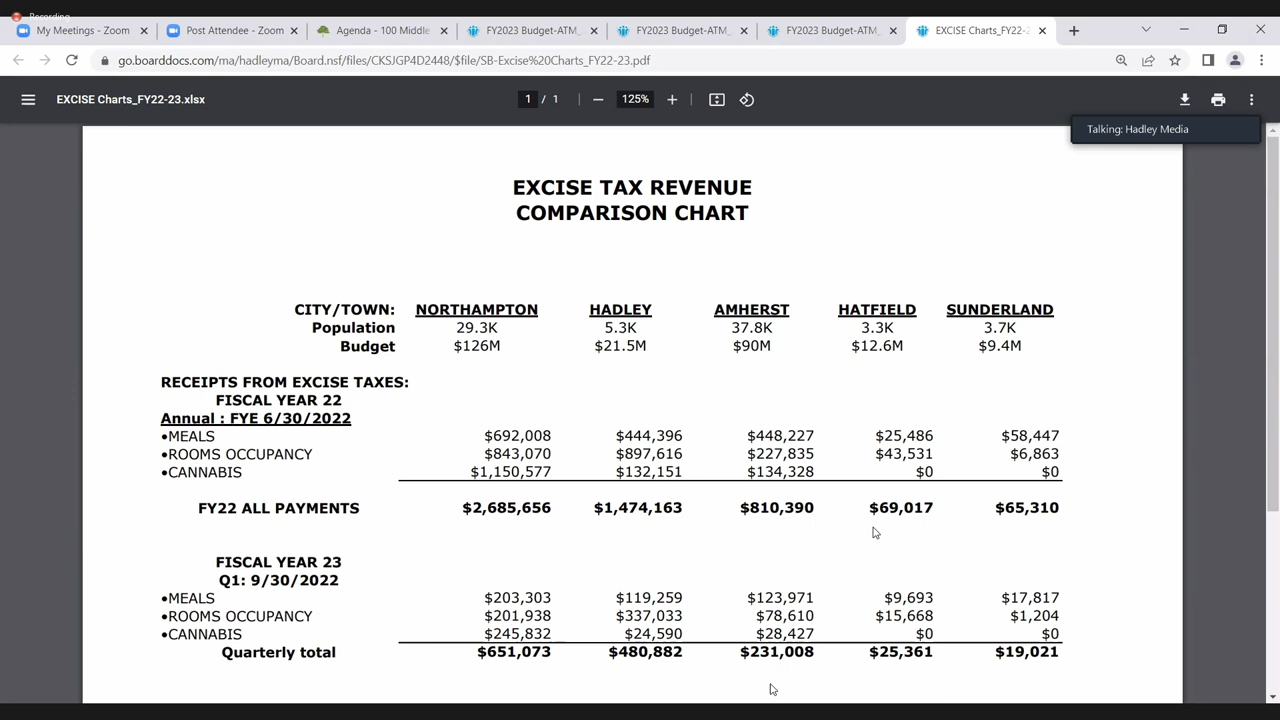 Recording
My Meetings - Zoom
Post Attendee - Zoom
Agenda - 100 Middle
FY2023 Budget-ATM_
FY2023 Budget-ATM_
FY2023 Budget-ATM_
EXCISE Charts_FY22-2
go.boarddocs.com/ma/hadleyma/Board.nsf/files/CKSJGP4D2448/$file/SB-Excise%20Charts_FY22-23.pdf
EXCISE Charts_FY22-23.xlsx
1 / 1
125%
Talking: Hadley Media
EXCISE TAX REVENUE
COMPARISON CHART
CITY/TOWN: NORTHAMPTON HADLEY AMHERST HATFIELD SUNDERLAND
Population 29.3K 5.3K 37.8K 3.3K 3.7K
Budget $126M $21.5M $90M $12.6M $9.4M
RECEIPTS FROM EXCISE TAXES:
FISCAL YEAR 22
Annual : FYE 6/30/2022
•MEALS $692,008 $444,396 $448,227 $25,486 $58,447
•ROOMS OCCUPANCY $843,070 $897,616 $227,835 $43,531 $6,863
•CANNABIS $1,150,577 $132,151 $134,328 $0 $0
FY22 ALL PAYMENTS $2,685,656 $1,474,163 $810,390 $69,017 $65,310
FISCAL YEAR 23
Q1: 9/30/2022
•MEALS $203,303 $119,259 $123,971 $9,693 $17,817
•ROOMS OCCUPANCY $201,938 $337,033 $78,610 $15,668 $1,204
•CANNABIS $245,832 $24,590 $28,427 $0 $0
Quarterly total $651,073 $480,882 $231,008 $25,361 $19,021